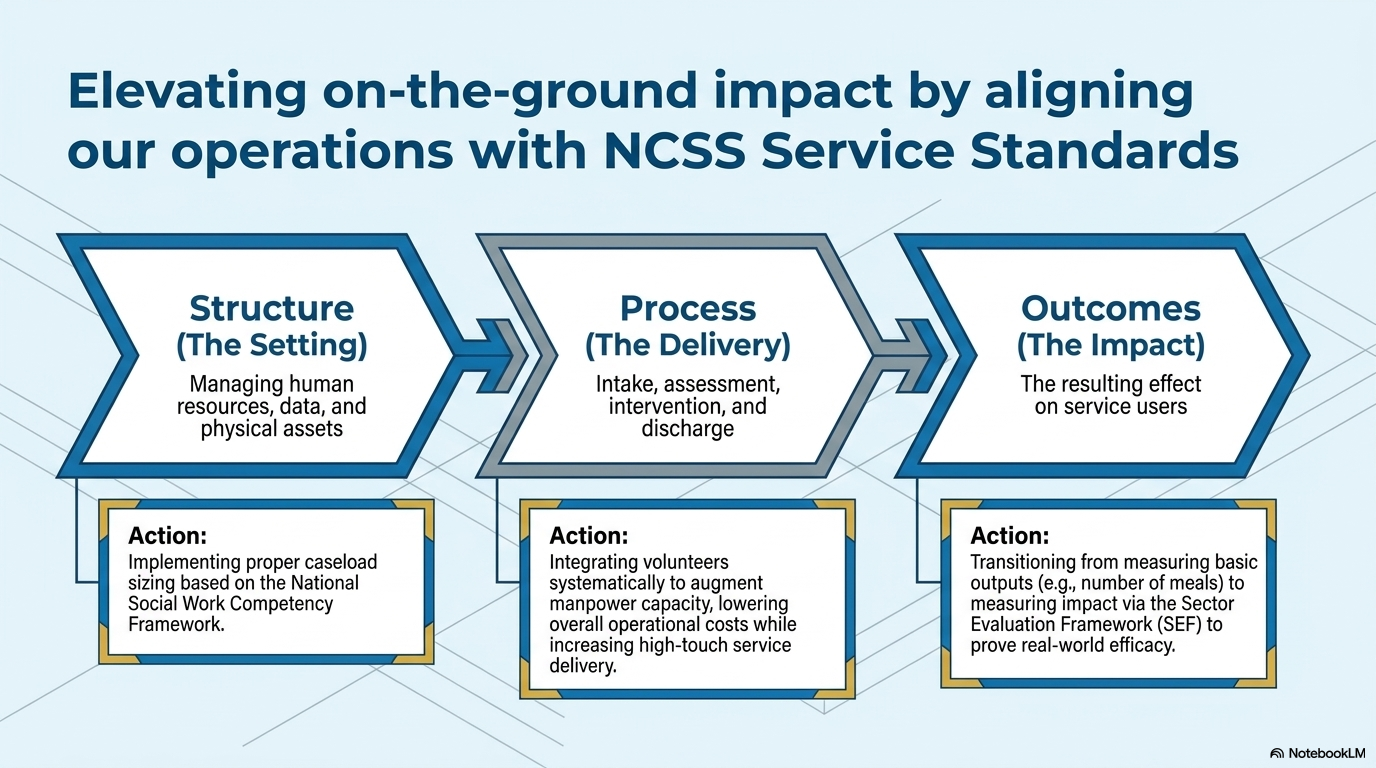 Elevating on-the-ground impact by aligning
our operations with NCSS Service Standards
Structure
(The Setting)
Managing human
resources, data, and
physical assets
Process
(The Delivery)
Intake, assessment,
intervention, and
discharge
Outcomes
(The Impact)
The resulting effect
on service users
Action:
Implementing proper caseload
sizing based on the National
Social Work Competency
Framework.
Action:
Integrating volunteers
systematically to augment
manpower capacity, lowering
overall operational costs while
increasing high-touch service
delivery.
Action:
Transitioning from measuring basic
outputs (e.g., number of meals) to
measuring impact via the Sector
Evaluation Framework (SEF) to
prove real-world efficacy.
NotebookLM